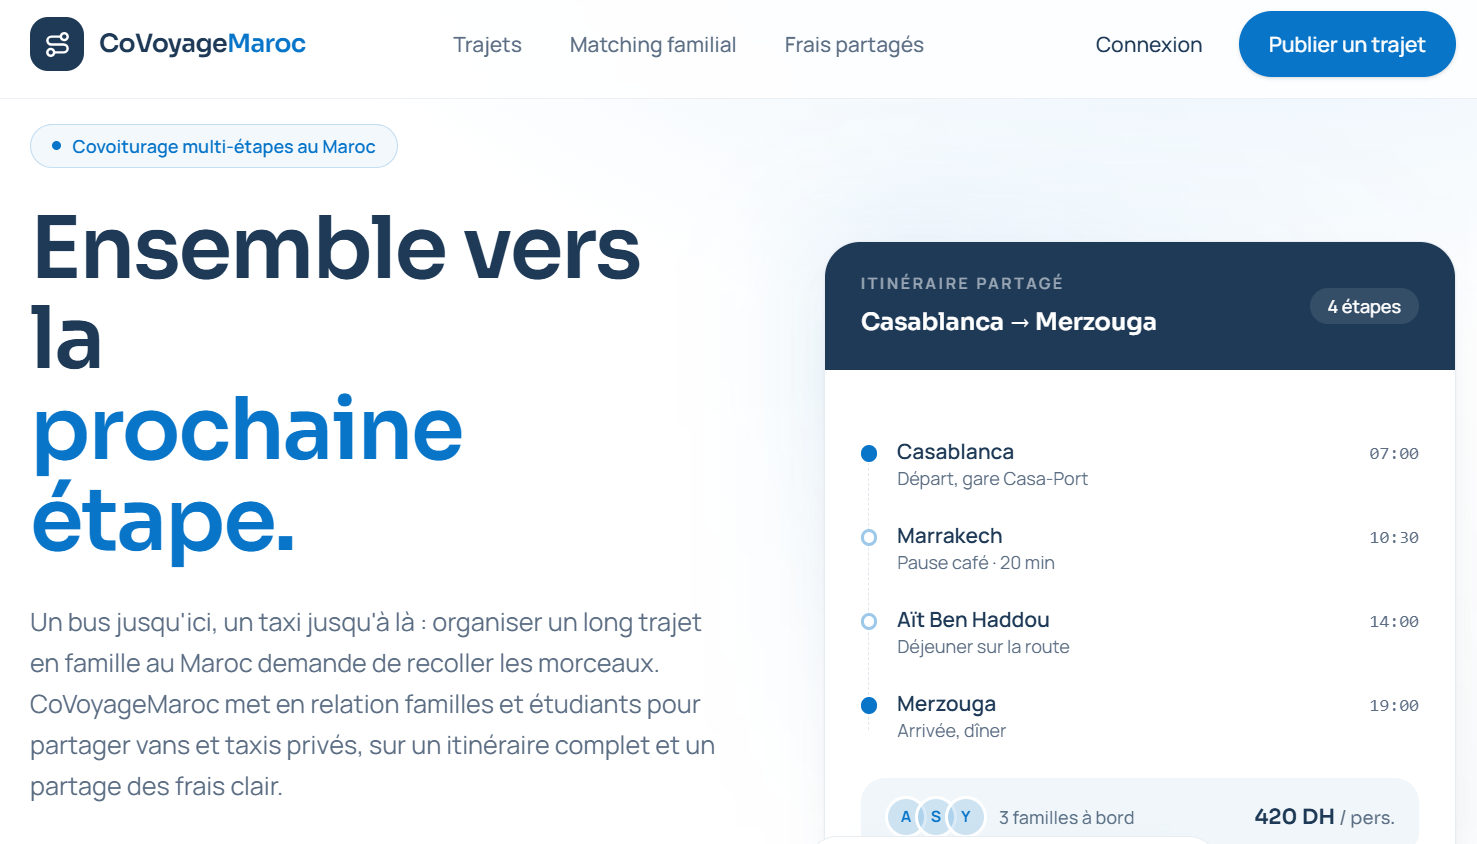 CoVoyageMaroc
Trajets
Matching familial
Frais partagés
Connexion
Publier un trajet
Covoiturage multi-étapes au Maroc
Ensemble vers
la
prochaine
étape.
Un bus jusqu'ici, un taxi jusqu'à là : organiser un long trajet
en famille au Maroc demande de recoller les morceaux.
CoVoyageMaroc met en relation familles et étudiants pour
partager vans et taxis privés, sur un itinéraire complet et un
partage des frais clair.
ITINÉRAIRE PARTAGÉ
Casablanca → Merzouga
4 étapes
Casablanca
07:00
Départ, gare Casa-Port
Marrakech
10:30
Pause café · 20 min
Aït Ben Haddou
14:00
Déjeuner sur la route
Merzouga
19:00
Arrivée, dîner
A S Y
3 familles à bord
420 DH / pers.